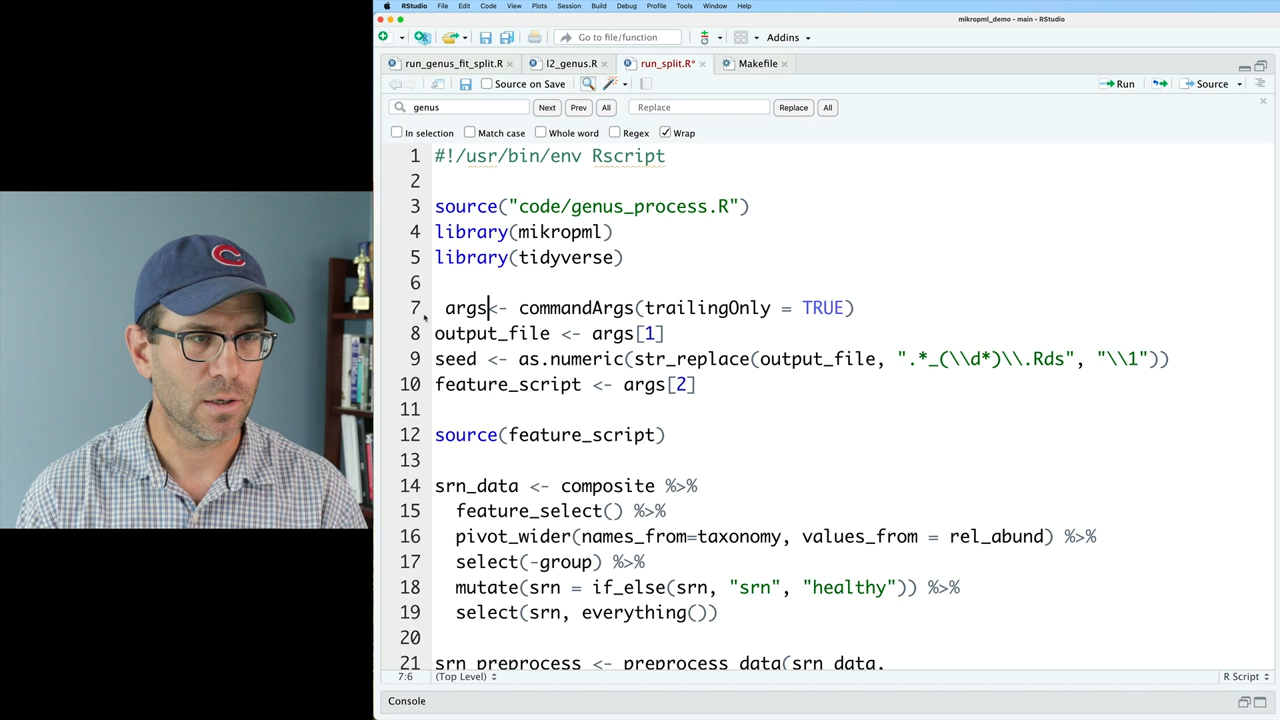 RStudio File Edit Code View Plots Session Build Debug Profile Tools Window Help
mikropml_demo - main - RStudio
Go to file/function Addins
run_genus_fit_split.R l2_genus.R run_split.R* Makefile
Source on Save Run Source
genus Next Prev All Replace Replace All
In selection Match case Whole word Regex Wrap
1 #!/usr/bin/env Rscript
2
3 source("code/genus_process.R")
4 library(mikropml)
5 library(tidyverse)
6
7 args<- commandArgs(trailingOnly = TRUE)
8 output_file <- args[1]
9 seed <- as.numeric(str_replace(output_file, ".*_(\\d*)\\.Rds", "\\1"))
10 feature_script <- args[2]
11
12 source(feature_script)
13
14 srn_data <- composite %>%
15 feature_select() %>%
16 pivot_wider(names_from=taxonomy, values_from = rel_abund) %>%
17 select(-group) %>%
18 mutate(srn = if_else(srn, "srn", "healthy")) %>%
19 select(srn, everything())
20
21 srn_preprocess <- preprocess_data(srn_data,
7:6 (Top Level) R Script
Console
C